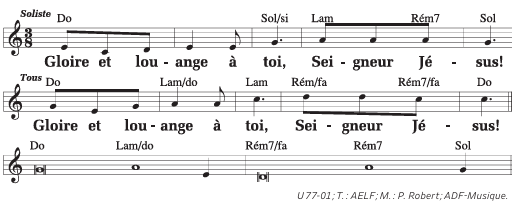 Soliste
Do Sol/si Lam Rém7 Sol
3 8
Gloire et lou - ange à toi, Sei - gneur Jé - sus!
Tous
Do Lam/do Lam Rém/fa Rém7/fa Do
Gloire et lou - ange à toi, Sei - gneur Jé - sus!
Do Lam/do Rém7/fa Rém7 Sol
U 77-01; T. : AELF; M. : P. Robert; ADF-Musique.